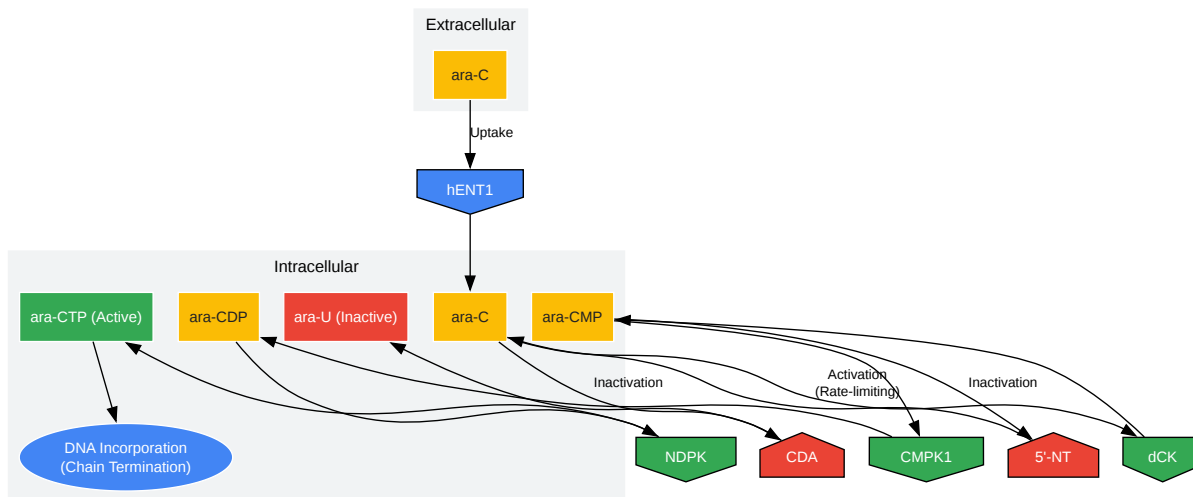 Extracellular
ara-C
Uptake
hENT1
Intracellular
ara-CTP (Active)
ara-CDP
ara-U (Inactive)
ara-C
ara-CMP
Inactivation
Activation
(Rate-limiting)
Inactivation
DNA Incorporation
(Chain Termination)
NDPK
CDA
CMPK1
5'-NT
dCK